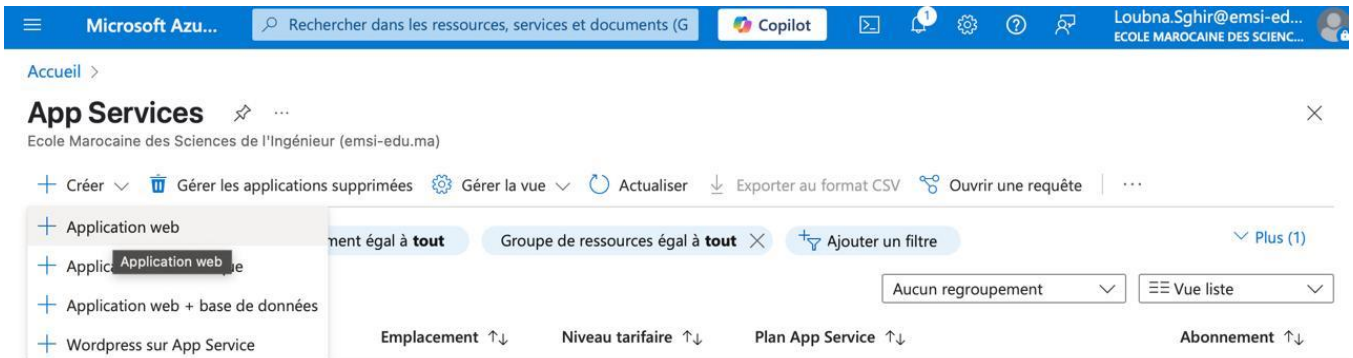 Microsoft Azu...
Rechercher dans les ressources, services et documents (G
Copilot
1
Loubna.Sghir@emsi-ed...
ECOLE MAROCAINE DES SCIENC...
Accueil >
App Services
Ecole Marocaine des Sciences de l'Ingénieur (emsi-edu.ma)
Créer
Gérer les applications supprimées
Gérer la vue
Actualiser
Exporter au format CSV
Ouvrir une requête
Application web
ment égal à tout
Groupe de ressources égal à tout
Ajouter un filtre
Plus (1)
Applic
Application web
ue
Aucun regroupement
Vue liste
Application web + base de données
Wordpress sur App Service
Emplacement ↑↓
Niveau tarifaire ↑↓
Plan App Service ↑↓
Abonnement ↑↓